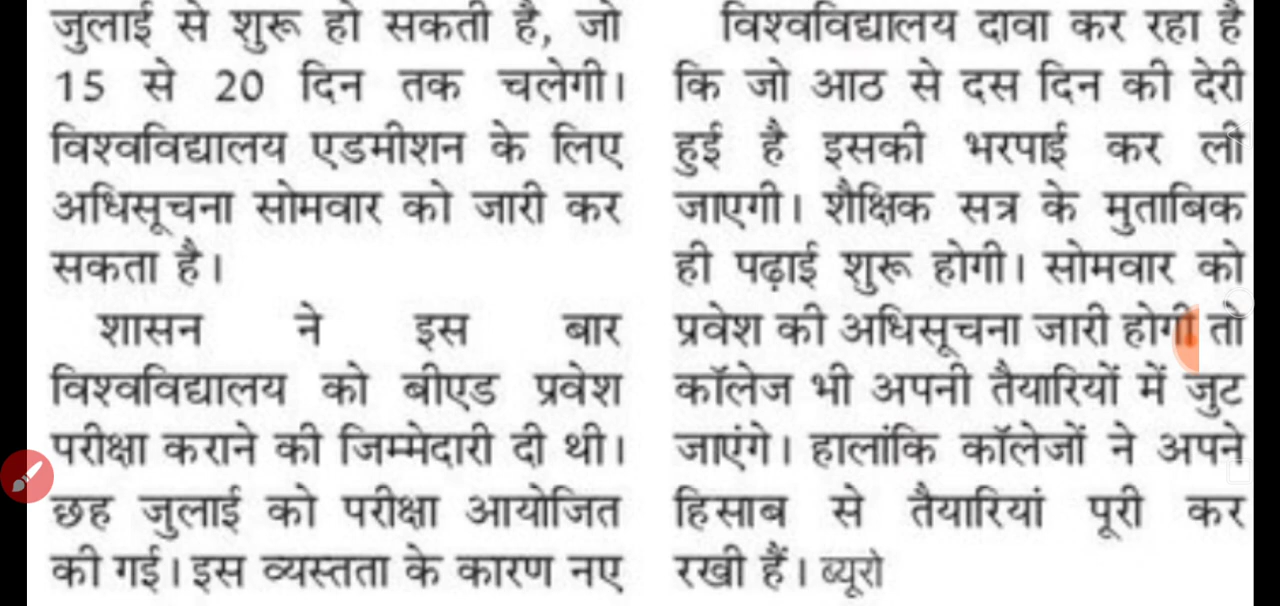 जुलाई से शुरू हो सकती है, जो
15 से 20 दिन तक चलेगी।
विश्वविद्यालय एडमीशन के लिए
अधिसूचना सोमवार को जारी कर
सकता है।
शासन ने इस बार
विश्वविद्यालय को बीएड प्रवेश
परीक्षा कराने की जिम्मेदारी दी थी।
छह जुलाई को परीक्षा आयोजित
की गई। इस व्यस्तता के कारण नए
विश्वविद्यालय दावा कर रहा है
कि जो आठ से दस दिन की देरी
हुई है इसकी भरपाई कर ली
जाएगी। शैक्षिक सत्र के मुताबिक
ही पढ़ाई शुरू होगी। सोमवार को
प्रवेश की अधिसूचना जारी होगी तो
कॉलेज भी अपनी तैयारियों में जुट
जाएंगे। हालांकि कॉलेजों ने अपने
हिसाब से तैयारियां पूरी कर
रखी हैं। ब्यूरो